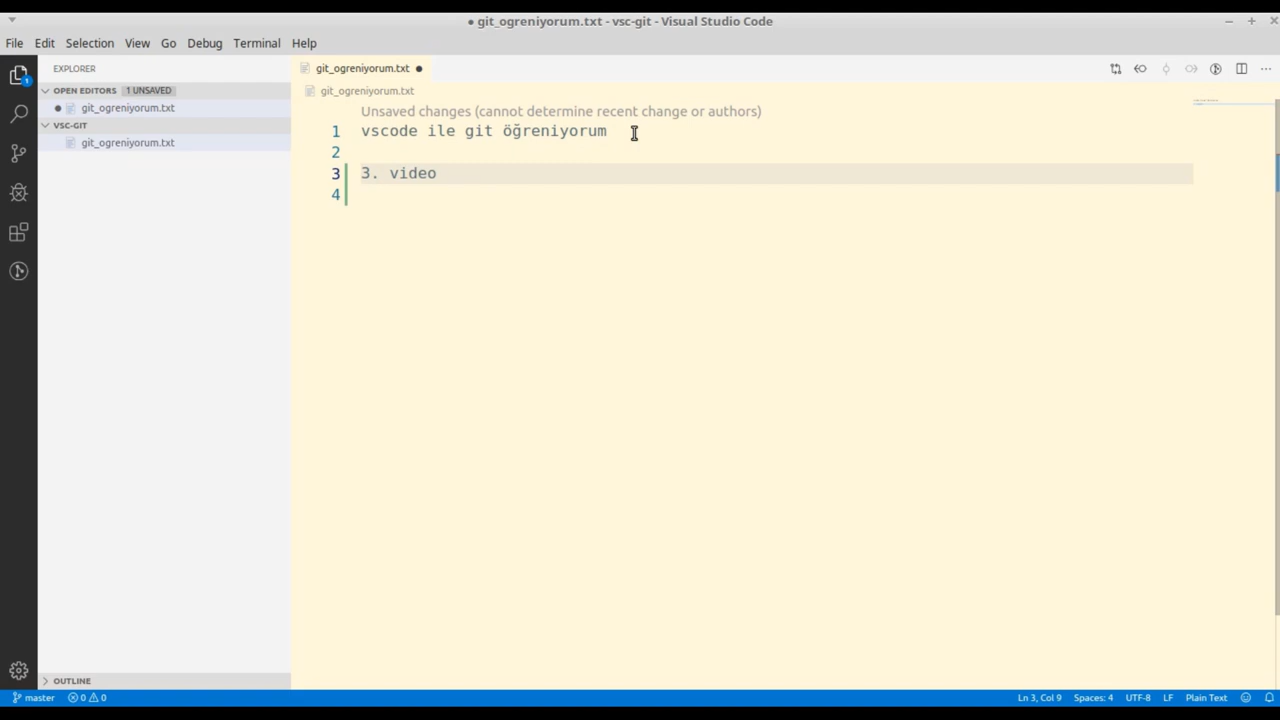 ● git_ogreniyorum.txt - vsc-git - Visual Studio Code
File Edit Selection View Go Debug Terminal Help
EXPLORER
OPEN EDITORS 1 UNSAVED
● git_ogreniyorum.txt
VSC-GIT
git_ogreniyorum.txt
OUTLINE
1
git_ogreniyorum.txt ●
git_ogreniyorum.txt
Unsaved changes (cannot determine recent change or authors)
1 vscode ile git öğreniyorum
2
3 3. video
4
master 0 0 Ln 3, Col 9 Spaces: 4 UTF-8 LF Plain Text